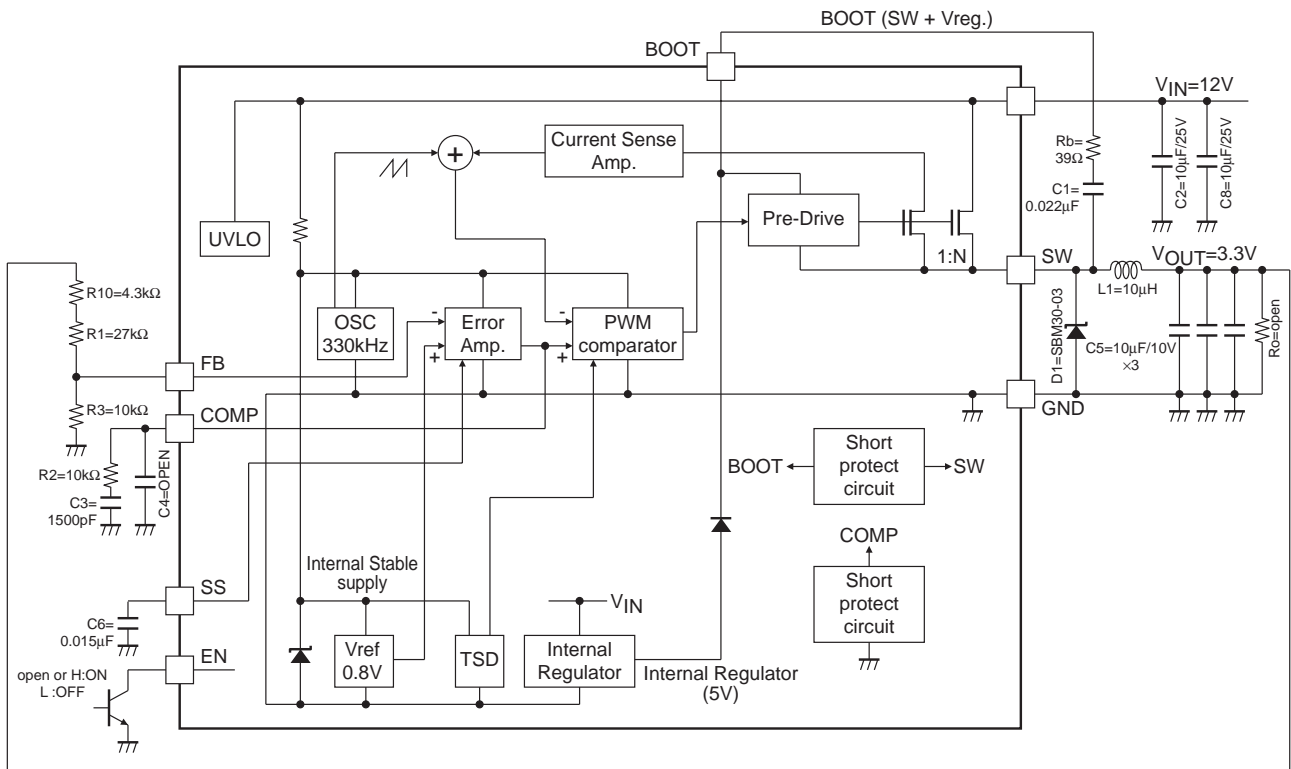 BOOT (SW + Vreg.)
BOOT
VIN=12V
C2=10µF/25V
C8=10µF/25V
Rb=
39Ω
C1=
0.022µF
Current Sense
Amp.
+
UVLO
Pre-Drive
1:N
SW
VOUT=3.3V
L1=10µH
R10=4.3kΩ
R1=27kΩ
OSC
330kHz
-
Error
Amp.
+
-
PWM
comparator
+
D1=SBM30-03
C5=10µF/10V
×3
Ro=open
FB
R3=10kΩ
COMP
GND
R2=10kΩ
C3=
1500pF
C4=OPEN
BOOT
Short
protect
circuit
SW
COMP
Short
protect
circuit
SS
C6=
0.015µF
Internal Stable
supply
VIN
EN
open or H:ON
L :OFF
Vref
0.8V
TSD
Internal
Regulator
Internal Regulator
(5V)